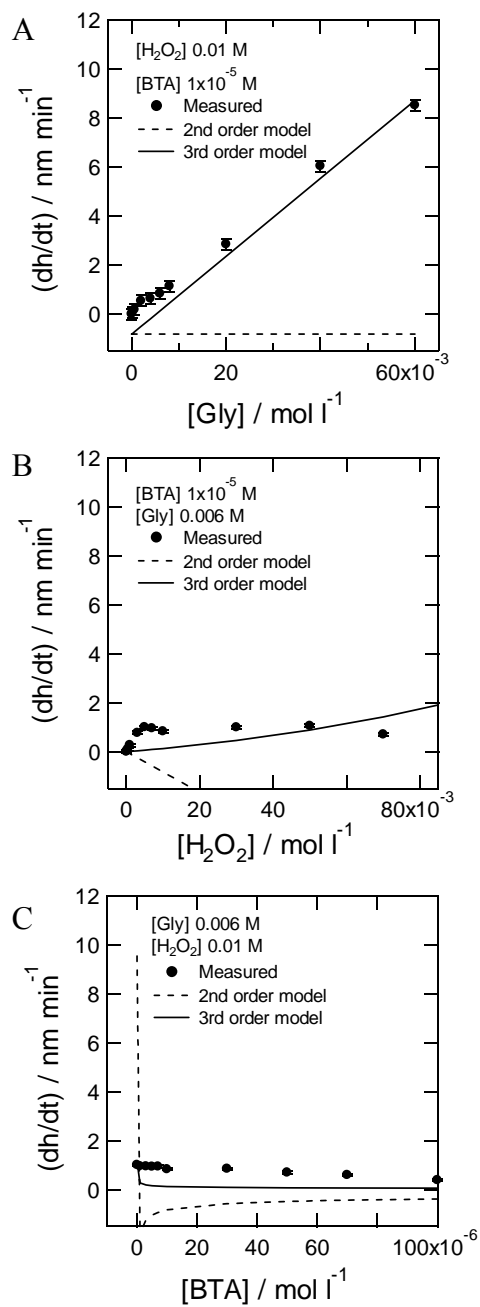 A
12
10
8
6
4
2
0
(dh/dt) / nm min⁻¹
[H₂O₂] 0.01 M
[BTA] 1x10⁻⁵ M
Measured
2nd order model
3rd order model
0
20
60x10⁻³
[Gly] / mol l⁻¹
B
12
10
8
6
4
2
0
(dh/dt) / nm min⁻¹
[BTA] 1x10⁻⁵ M
[Gly] 0.006 M
Measured
2nd order model
3rd order model
0
20
40
80x10⁻³
[H₂O₂] / mol l⁻¹
C
12
10
8
6
4
2
0
(dh/dt) / nm min⁻¹
[Gly] 0.006 M
[H₂O₂] 0.01 M
Measured
2nd order model
3rd order model
0
20
40
60
100x10⁻⁶
[BTA] / mol l⁻¹